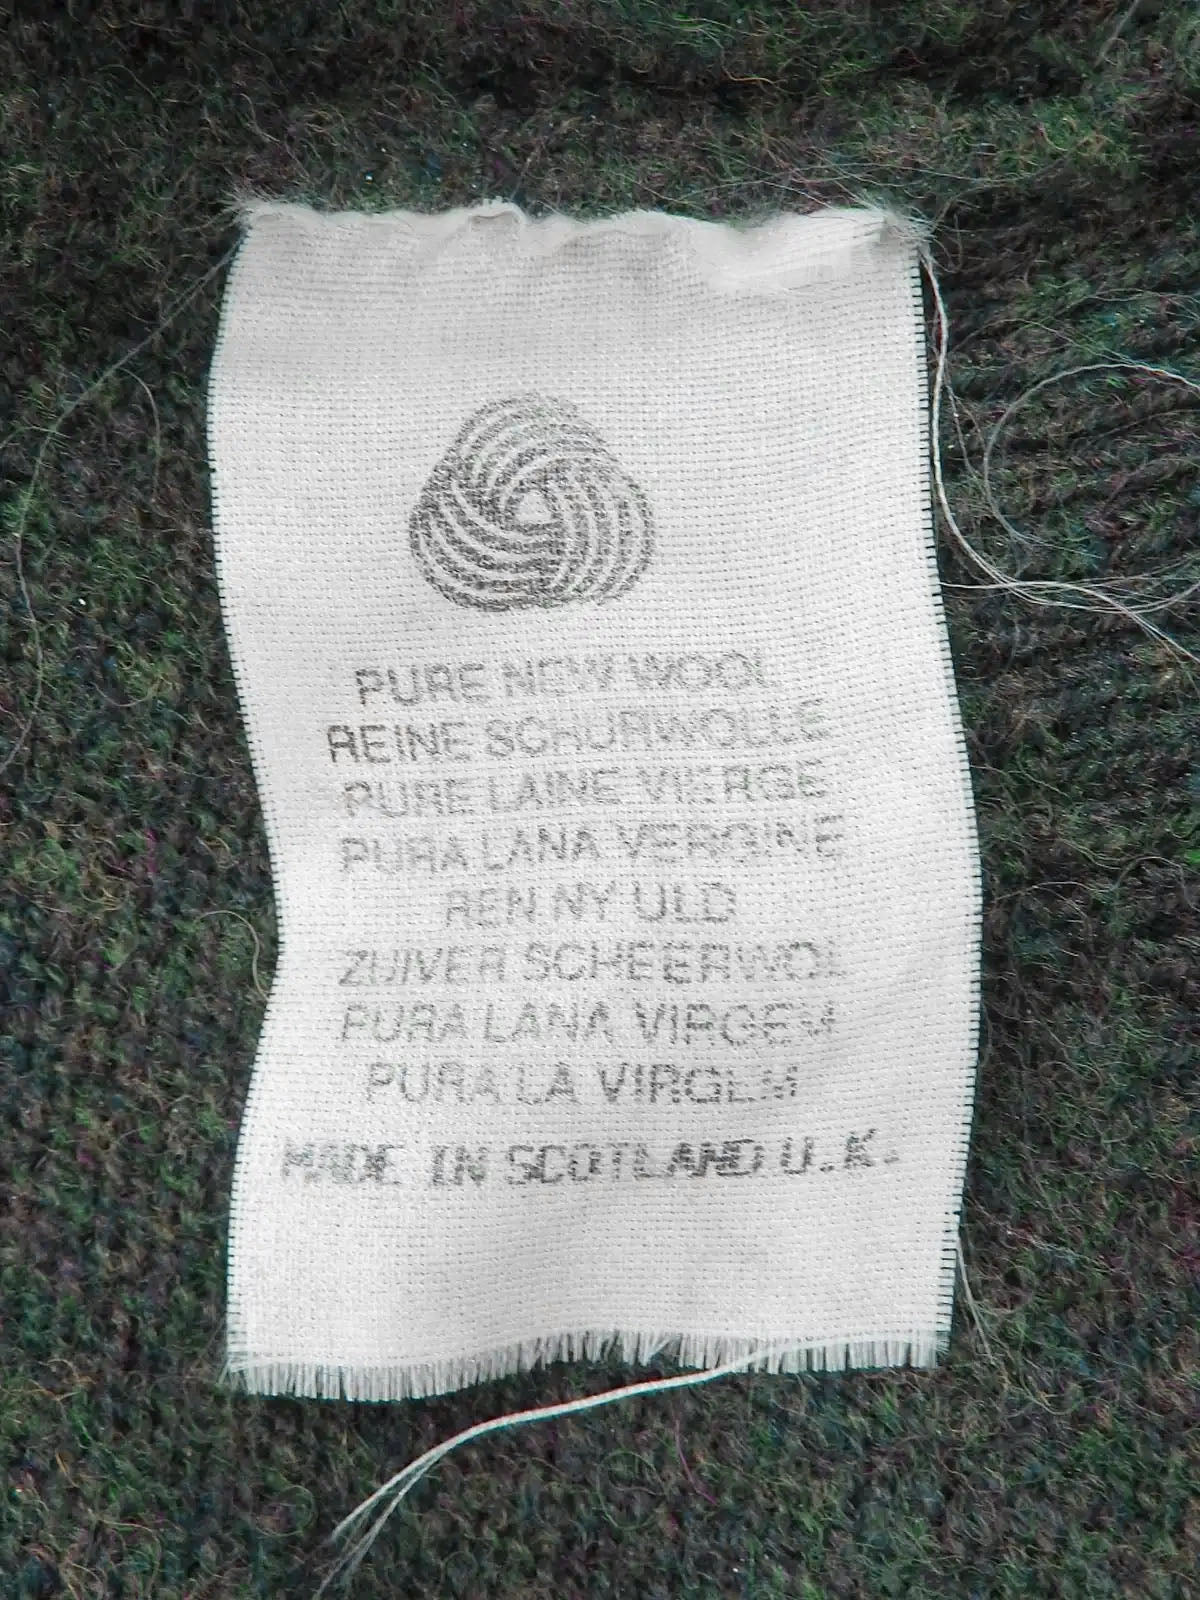 PURE NEW WOOL
REINE SCHURWOLLE
PURE LAINE VIERGE
PURA LANA VERGINE
REN NY ULD
ZUIVER SCHEERWOL
PURA LANA VIRGEM
PURA LA VIRGEM
MADE IN SCOTLAND U.K.